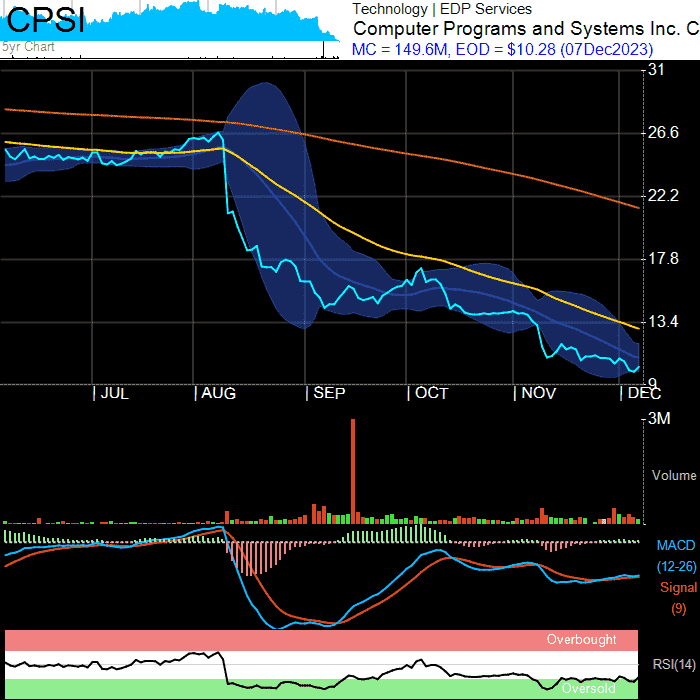 CPSI
5yr Chart
Technology | EDP Services
Computer Programs and Systems Inc. C
MC = 149.6M, EOD = $10.28 (07Dec2023)
31
26.6
22.2
17.8
13.4
9
JUL
AUG
SEP
OCT
NOV
DEC
3M
Volume
MACD
(12-26)
Signal
(9)
Overbought
RSI(14)
Oversold